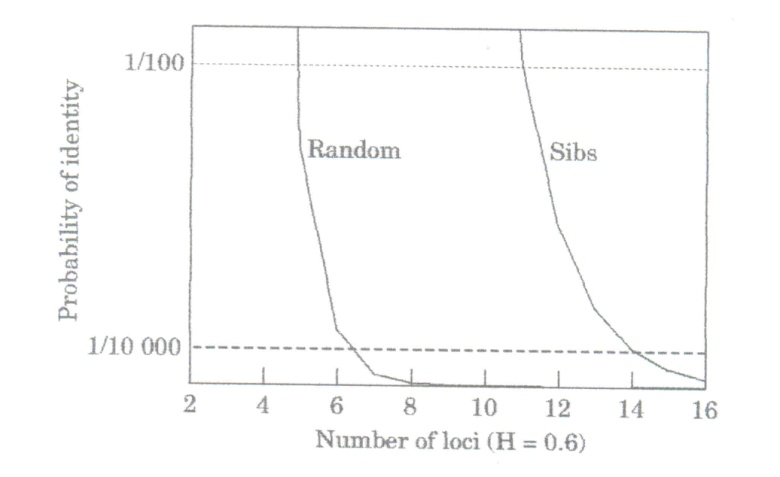 1/100
Random
Sibs
Probability of identity
1/10 000
2 4 6 8 10 12 14 16
Number of loci (H = 0.6)